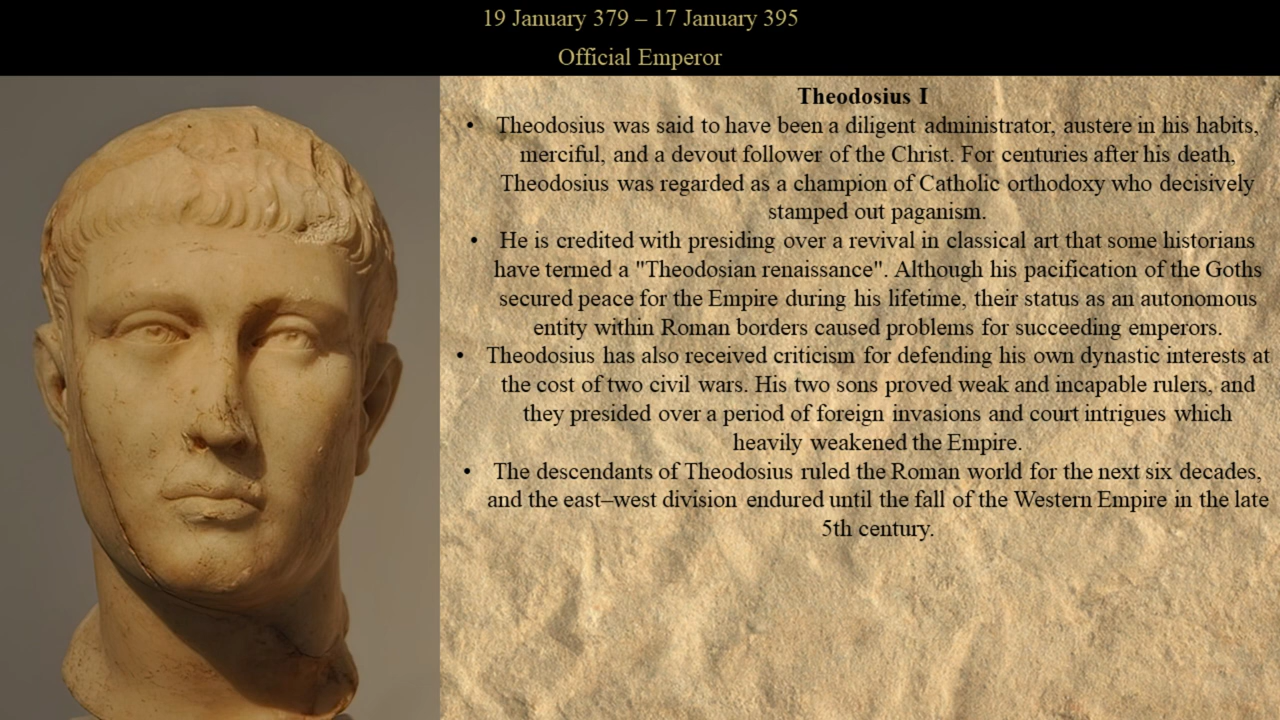 19 January 379 – 17 January 395
Official Emperor
Theodosius I
• Theodosius was said to have been a diligent administrator, austere in his habits,
merciful, and a devout follower of the Christ. For centuries after his death,
Theodosius was regarded as a champion of Catholic orthodoxy who decisively
stamped out paganism.
• He is credited with presiding over a revival in classical art that some historians
have termed a "Theodosian renaissance". Although his pacification of the Goths
secured peace for the Empire during his lifetime, their status as an autonomous
entity within Roman borders caused problems for succeeding emperors.
• Theodosius has also received criticism for defending his own dynastic interests at
the cost of two civil wars. His two sons proved weak and incapable rulers, and
they presided over a period of foreign invasions and court intrigues which
heavily weakened the Empire.
• The descendants of Theodosius ruled the Roman world for the next six decades,
and the east–west division endured until the fall of the Western Empire in the late
5th century.